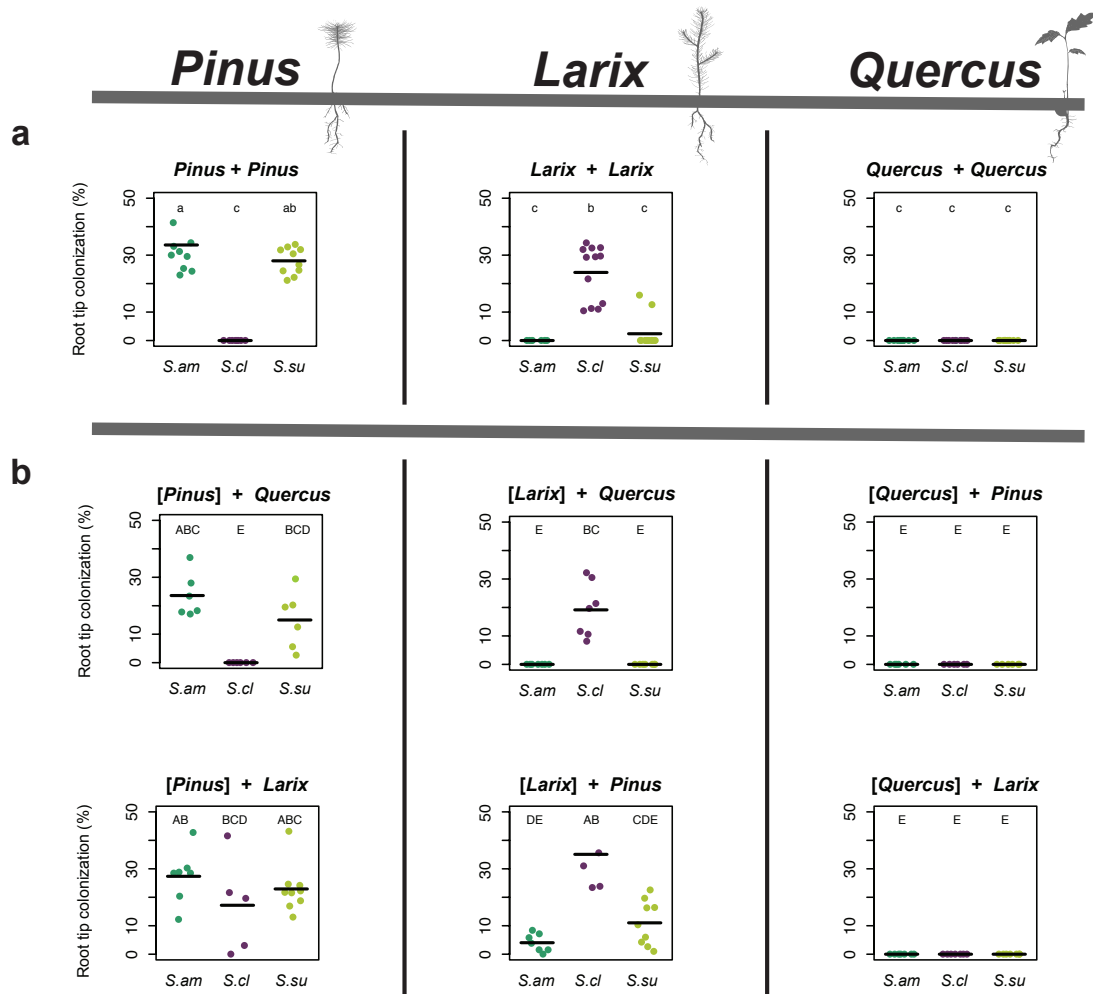 Pinus Larix Quercus
a
Pinus + Pinus Larix + Larix Quercus + Quercus
Root tip colonization (%)
50 50 50
a c ab c b c c c c
30 30 30
10 10 10
0 0 0
S.am S.cl S.su S.am S.cl S.su S.am S.cl S.su
b
[Pinus] + Quercus [Larix] + Quercus [Quercus] + Pinus
Root tip colonization (%)
50 50 50
ABC E BCD E BC E E E E
30 30 30
10 10 10
0 0 0
S.am S.cl S.su S.am S.cl S.su S.am S.cl S.su
[Pinus] + Larix [Larix] + Pinus [Quercus] + Larix
Root tip colonization (%)
50 50 50
AB BCD ABC DE AB CDE E E E
30 30 30
10 10 10
0 0 0
S.am S.cl S.su S.am S.cl S.su S.am S.cl S.su